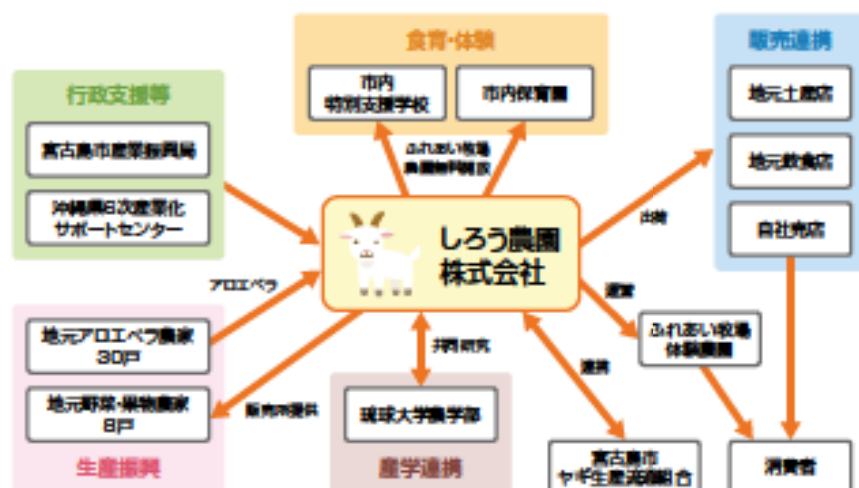 食育・体験
市内
特別支援学校
市内保育園
ふれあい牧場
農園無料開放
販売連携
地元土産店
地元飲食店
自社売店
行政支援等
宮古島市産業振興局
沖縄県6次産業化
サポートセンター
しろう農園
株式会社
出荷
アロエベラ
運営
ふれあい牧場
体験農園
地元アロエベラ農家
30戸
地元野菜・果物農家
8戸
生産振興
販売所提供
共同研究
琉球大学農学部
産学連携
連携
宮古島市
ヤギ生産
組合
消費者